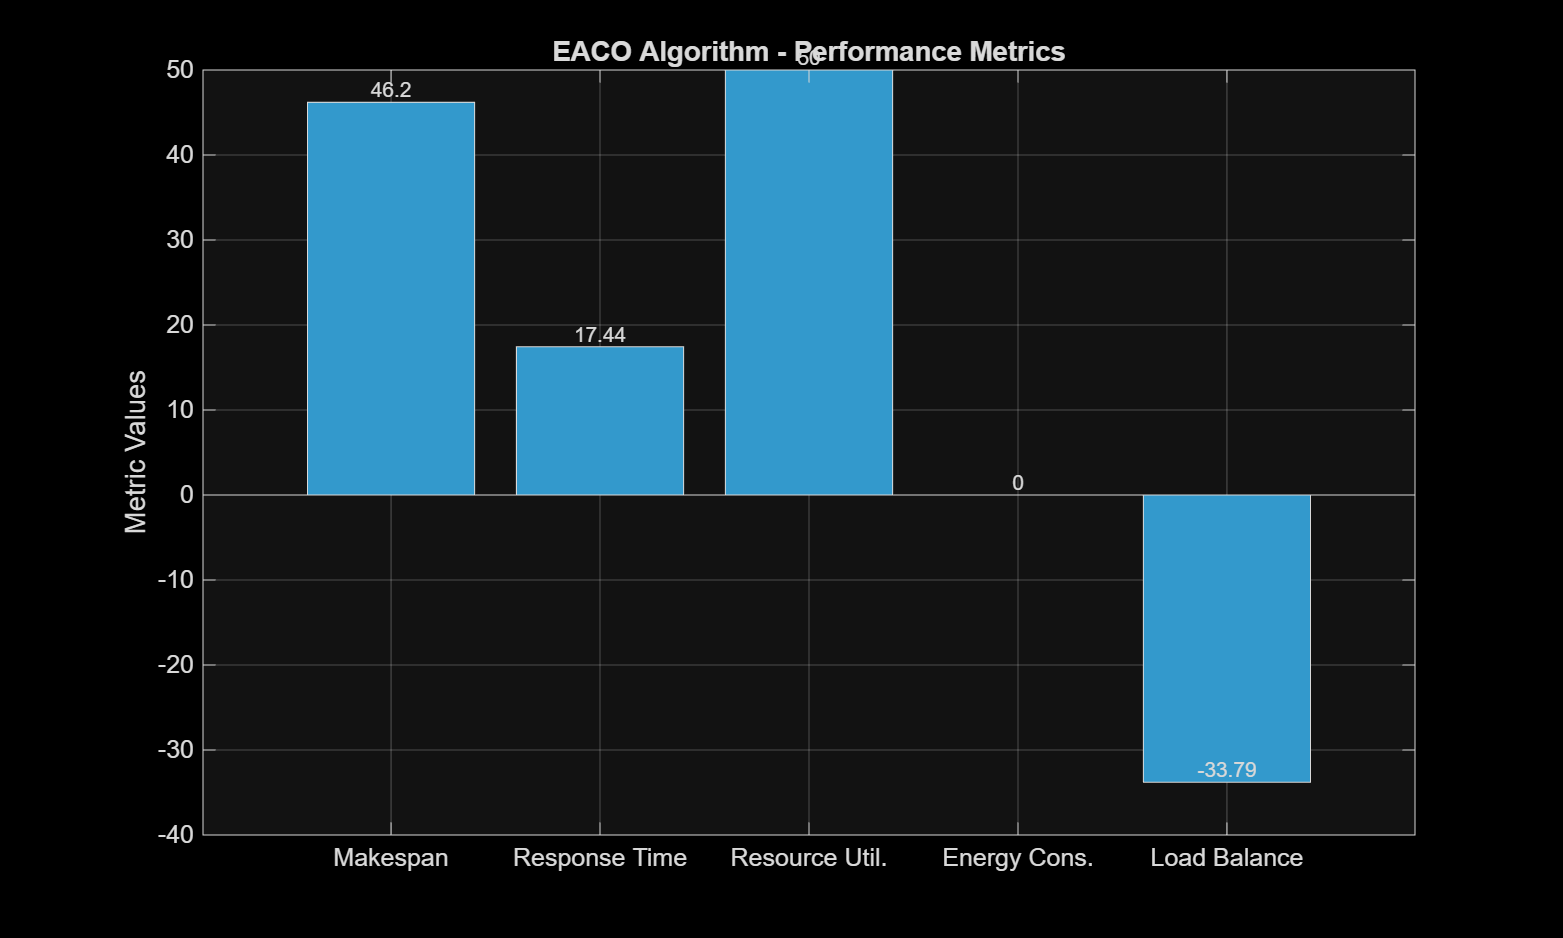 EACO Algorithm - Performance Metrics
50
50
46.2
40
30
20
17.44
Metric Values
10
0
0
-10
-20
-30
-33.79
-40
Makespan
Response Time
Resource Util.
Energy Cons.
Load Balance